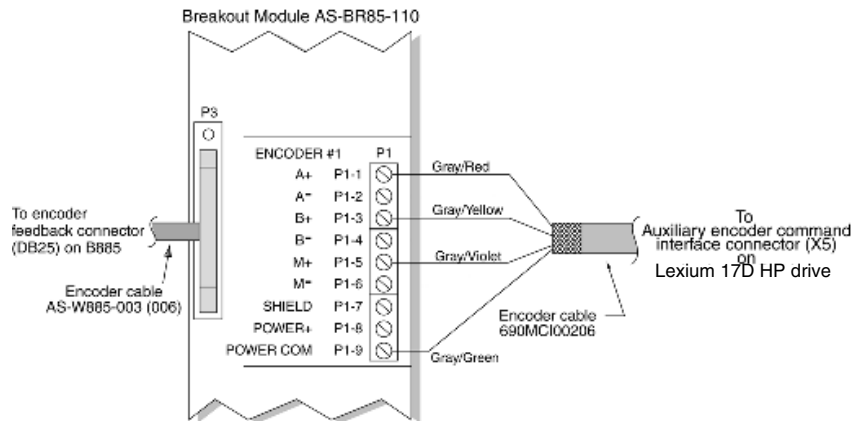 Breakout Module AS-BR85-110
P3
ENCODER #1 P1
A+ P1-1
A- P1-2
B+ P1-3
B- P1-4
M+ P1-5
M- P1-6
SHIELD P1-7
POWER+ P1-8
POWER COM P1-9
Gray/Red
Gray/Yellow
Gray/Violet
Gray/Green
To encoder
feedback connector
(DB25) on B885
Encoder cable
AS-W885-003 (006)
To
Auxiliary encoder command
interface connector (X5)
on
Lexium 17D HP drive
Encoder cable
690MCI00206